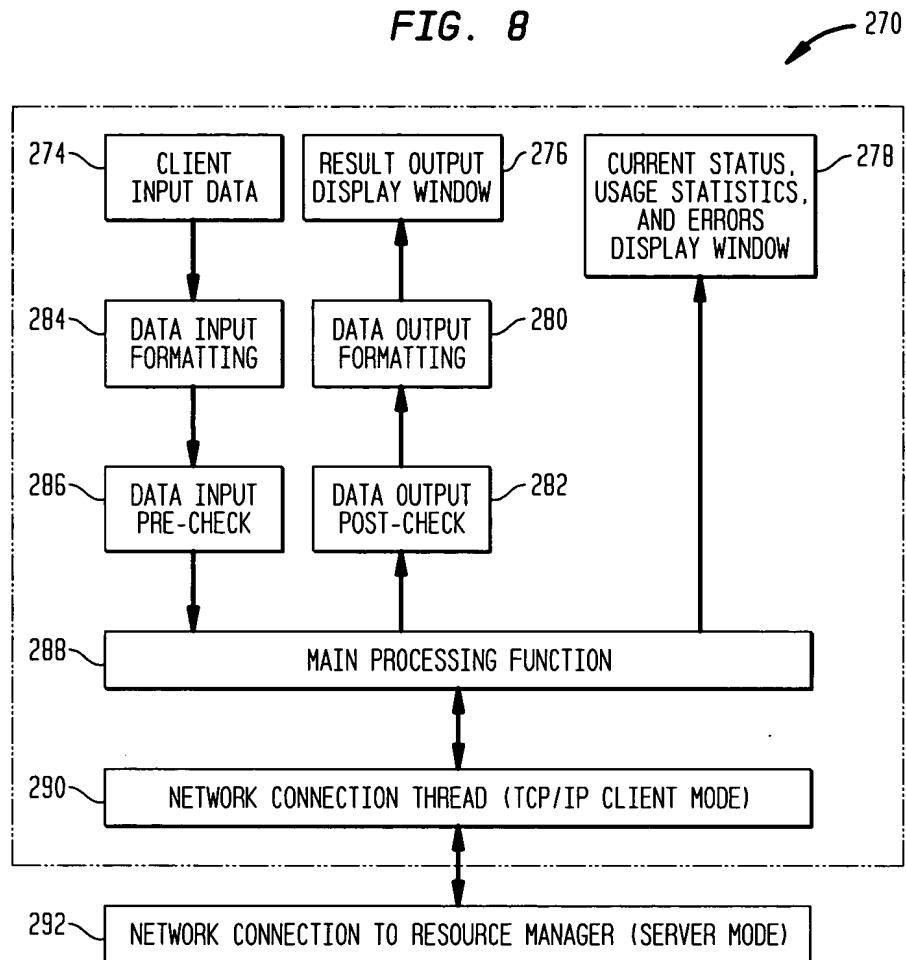 FIG. 8
270
274
CLIENT
INPUT DATA
RESULT OUTPUT
DISPLAY WINDOW
276
CURRENT STATUS,
USAGE STATISTICS,
AND ERRORS
DISPLAY WINDOW
278
284
DATA INPUT
FORMATTING
DATA OUTPUT
FORMATTING
280
286
DATA INPUT
PRE-CHECK
DATA OUTPUT
POST-CHECK
282
288
MAIN PROCESSING FUNCTION
290
NETWORK CONNECTION THREAD (TCP/IP CLIENT MODE)
292
NETWORK CONNECTION TO RESOURCE MANAGER (SERVER MODE)